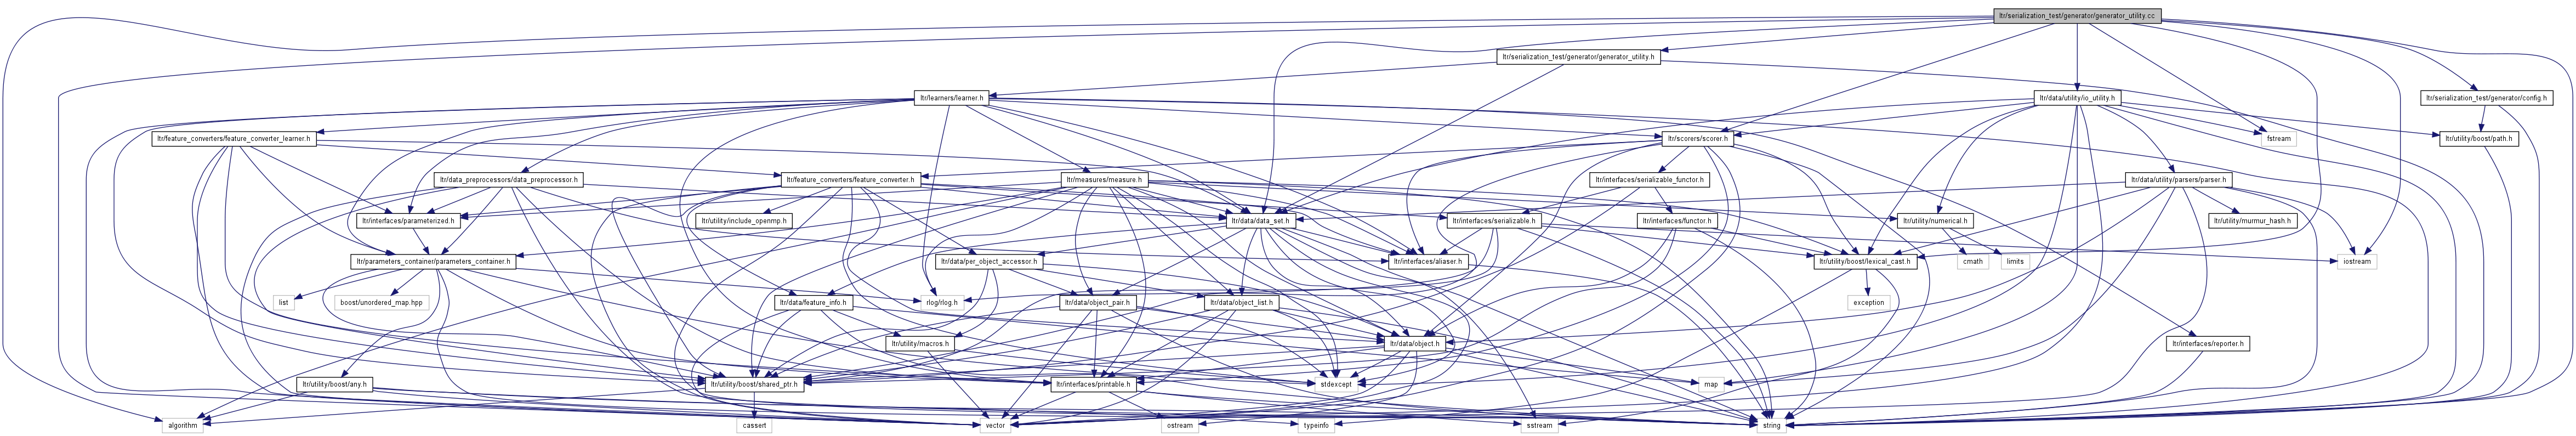 ltr/serialization_test/generator/generator_utility.cc
ltr/serialization_test/generator/generator_utility.h
ltr/learners/learner.h
ltr/data/utility/io_utility.h
ltr/serialization_test/generator/config.h
ltr/feature_converters/feature_converter_learner.h
ltr/scorers/scorer.h
fstream
ltr/utility/boost/path.h
ltr/data_preprocessors/data_preprocessor.h
ltr/feature_converters/feature_converter.h
ltr/measures/measure.h
ltr/interfaces/serializable_functor.h
ltr/data/utility/parsers/parser.h
ltr/interfaces/parameterized.h
ltr/utility/include_openmp.h
ltr/data/data_set.h
ltr/interfaces/serializable.h
ltr/interfaces/functor.h
ltr/utility/numerical.h
ltr/utility/murmur_hash.h
ltr/parameters_container/parameters_container.h
ltr/data/per_object_accessor.h
ltr/interfaces/aliaser.h
ltr/utility/boost/lexical_cast.h
cmath
limits
iostream
list
boost/unordered_map.hpp
ltr/data/feature_info.h
rlog/rlog.h
ltr/data/object_pair.h
ltr/data/object_list.h
exception
ltr/utility/macros.h
ltr/data/object.h
ltr/interfaces/reporter.h
ltr/utility/boost/any.h
ltr/utility/boost/shared_ptr.h
ltr/interfaces/printable.h
stdexcept
map
algorithm
cassert
vector
ostream
typeinfo
sstream
string